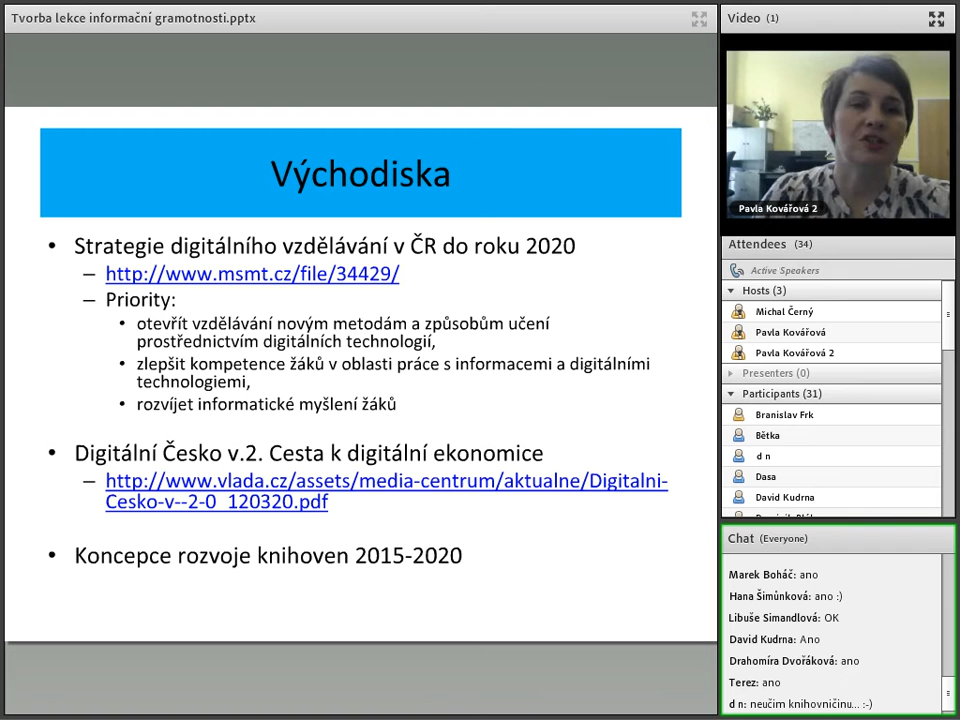 Tvorba lekce informační gramotnosti.pptx
Východiska
• Strategie digitálního vzdělávání v ČR do roku 2020
– http://www.msmt.cz/file/34429/
– Priority:
• otevřít vzdělávání novým metodám a způsobům učení
prostřednictvím digitálních technologií,
• zlepšit kompetence žáků v oblasti práce s informacemi a digitálními
technologiemi,
• rozvíjet informatické myšlení žáků
• Digitální Česko v.2. Cesta k digitální ekonomice
– http://www.vlada.cz/assets/media-centrum/aktualne/Digitalni-
Cesko-v--2-0_120320.pdf
• Koncepce rozvoje knihoven 2015-2020
Video (1)
Pavla Kovářová 2
Attendees (34)
Active Speakers
Hosts (3)
Michal Černý
Pavla Kovářová
Pavla Kovářová 2
Presenters (0)
Participants (31)
Branislav Frk
Bětka
d n
Dasa
David Kudrna
Chat (Everyone)
Marek Boháč: ano
Hana Šimůnková: ano :)
Libuše Simandlová: OK
David Kudrna: Ano
Drahomíra Dvořáková: ano
Terez: ano
d n: neučim knihovničinu... :-)